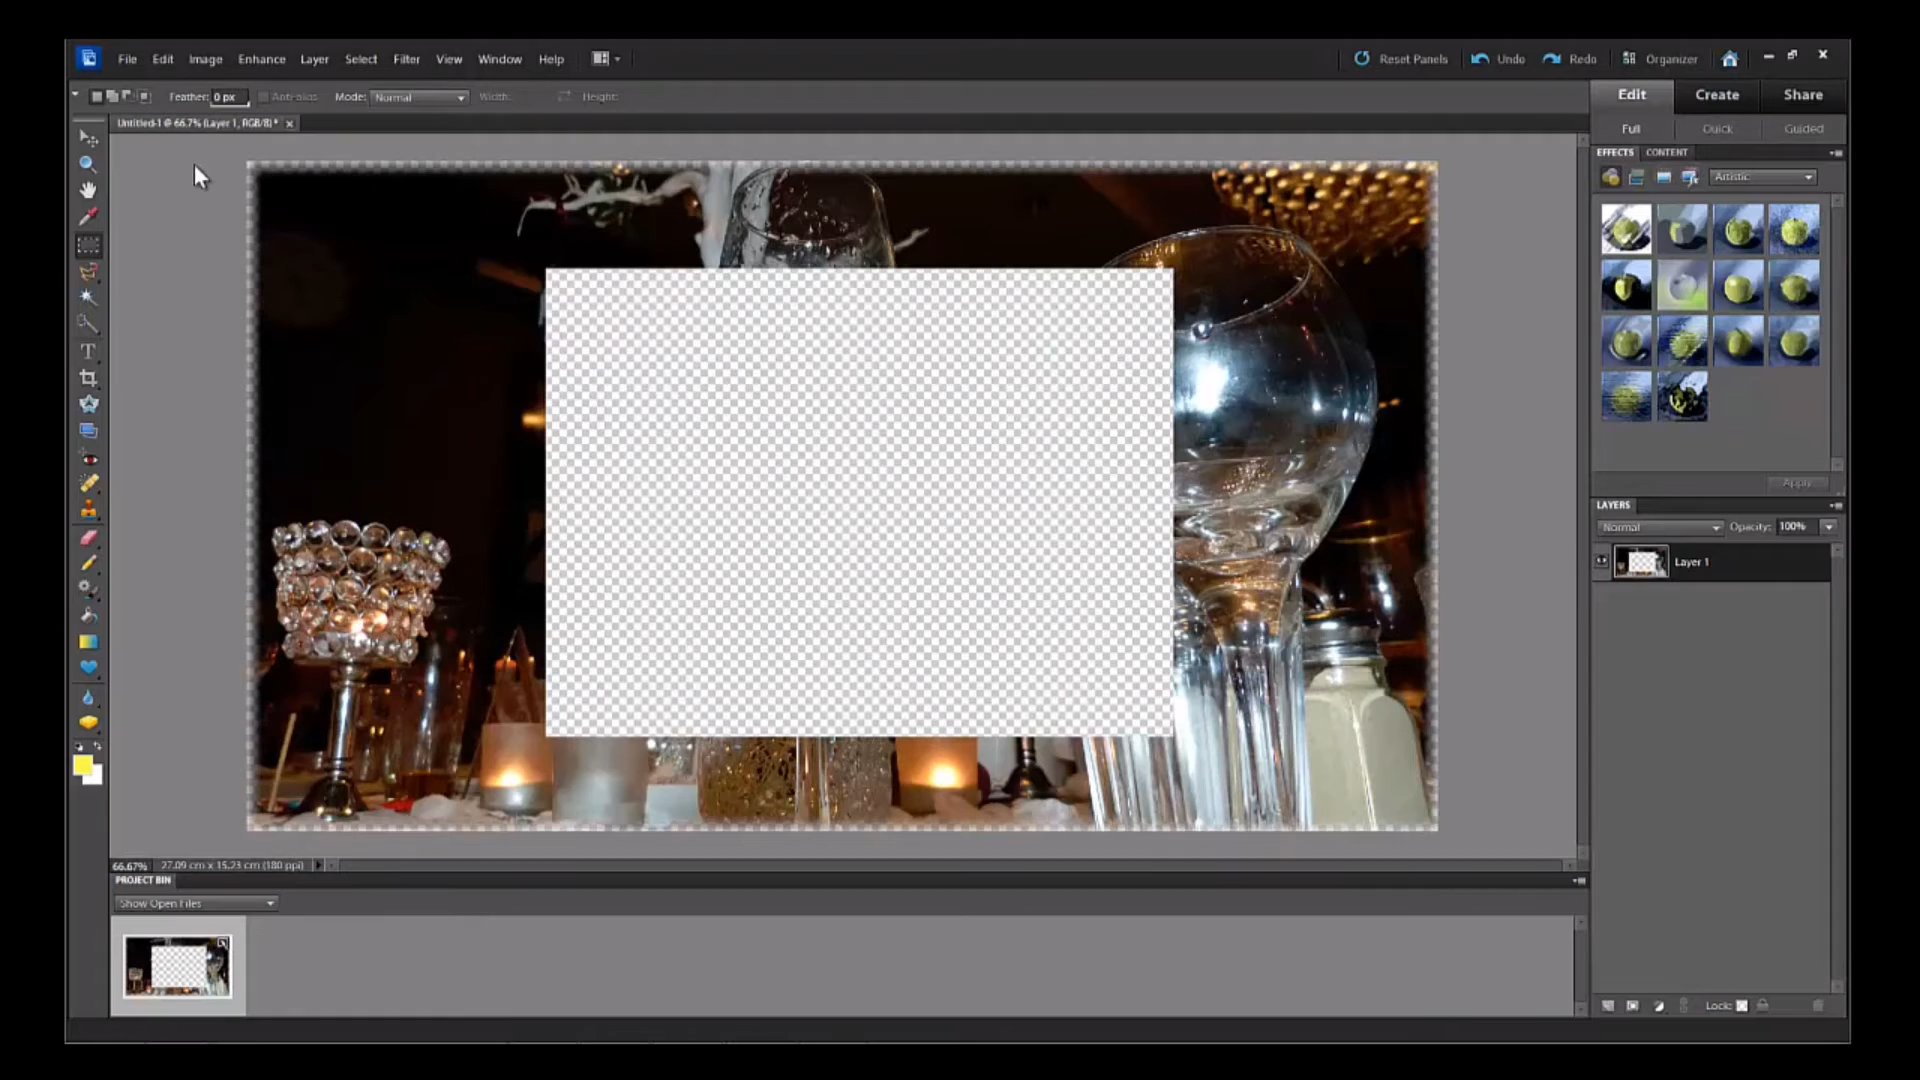 File Edit Image Enhance Layer Select Filter View Window Help
Reset Panels Undo Redo Organizer
Feather: 0 px Anti-alias Mode: Normal Width: Height:
Edit Create Share
Untitled-1 @ 66.7% (Layer 1, RGB/8) *
Full Quick Guided
EFFECTS CONTENT
Artistic
Apply
LAYERS
Normal Opacity: 100%
Layer 1
66.67% 27.09 cm x 15.23 cm (180 ppi)
PROJECT BIN
Show Open Files
Lock: